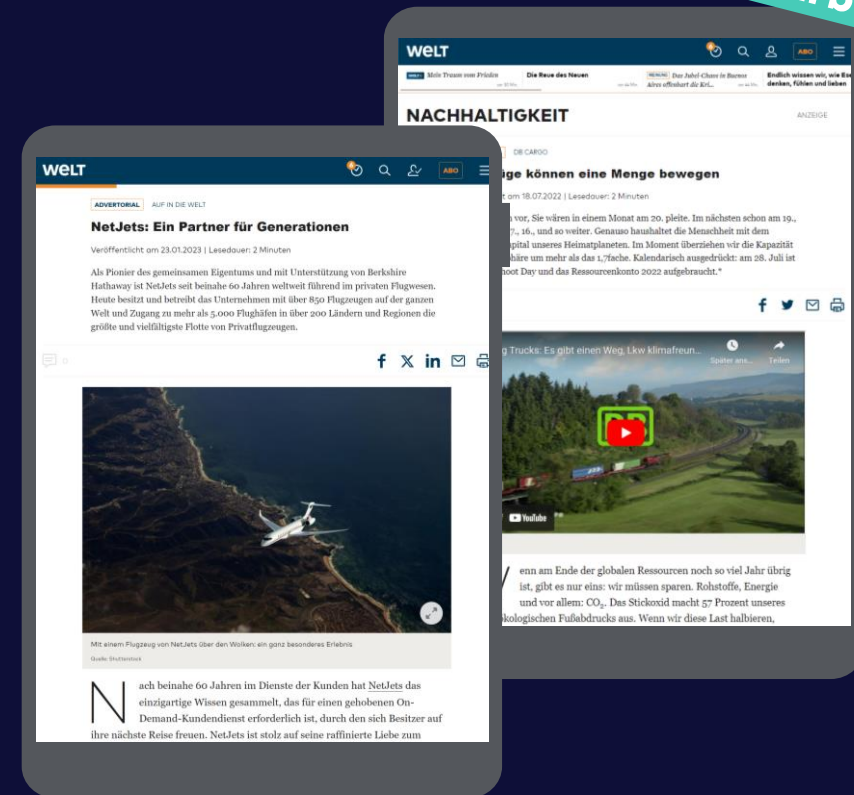 WELT
ABO
Mein Traum vom Frieden
Die Reue des Neuen
MEINUNG Das Jubel-Chaos in Buenos
Aires offenbart die Kri...
Endlich wissen wir, wie Ese
denken, fühlen und lieben
NACHHALTIGKEIT
ANZEIGE
DB CARGO
üge können eine Menge bewegen
t am 18.07.2022 | Lesedauer: 2 Minuten
vor, Sie wären in einem Monat am 20. pleite. Im nächsten schon am 19.,
7., 16., und so weiter. Genauso haushaltet die Menschheit mit dem
apital unseres Heimatplaneten. Im Moment überziehen wir die Kapazität
phäre um mehr als das 1,7fache. Kalendarisch ausgedrückt: am 28. Juli ist
hoot Day und das Ressourcenkonto 2022 aufgebraucht.*
g Trucks: Es gibt einen Weg, Lkw klimafreun...
Später ans...
Teilen
DB
YouTube
enn am Ende der globalen Ressourcen noch so viel Jahr übrig
ist, gibt es nur eins: wir müssen sparen. Rohstoffe, Energie
und vor allem: CO₂. Das Stickoxid macht 57 Prozent unseres
kologischen Fußabdrucks aus. Wenn wir diese Last halbieren,
WELT
ABO
ADVERTORIAL AUF IN DIE WELT
NetJets: Ein Partner für Generationen
Veröffentlicht am 23.01.2023 | Lesedauer: 2 Minuten
Als Pionier des gemeinsamen Eigentums und mit Unterstützung von Berkshire
Hathaway ist NetJets seit beinahe 60 Jahren weltweit führend im privaten Flugwesen.
Heute besitzt und betreibt das Unternehmen mit über 850 Flugzeugen auf der ganzen
Welt und Zugang zu mehr als 5.000 Flughäfen in über 200 Ländern und Regionen die
größte und vielfältigste Flotte von Privatflugzeugen.
0
Mit einem Flugzeug von NetJets über den Wolken: ein ganz besonderes Erlebnis
Quelle: Shutterstock
Nach beinahe 60 Jahren im Dienste der Kunden hat NetJets das
einzigartige Wissen gesammelt, das für einen gehobenen On-
Demand-Kundendienst erforderlich ist, durch den sich Besitzer auf
ihre nächste Reise freuen. NetJets ist stolz auf seine raffinierte Liebe zum